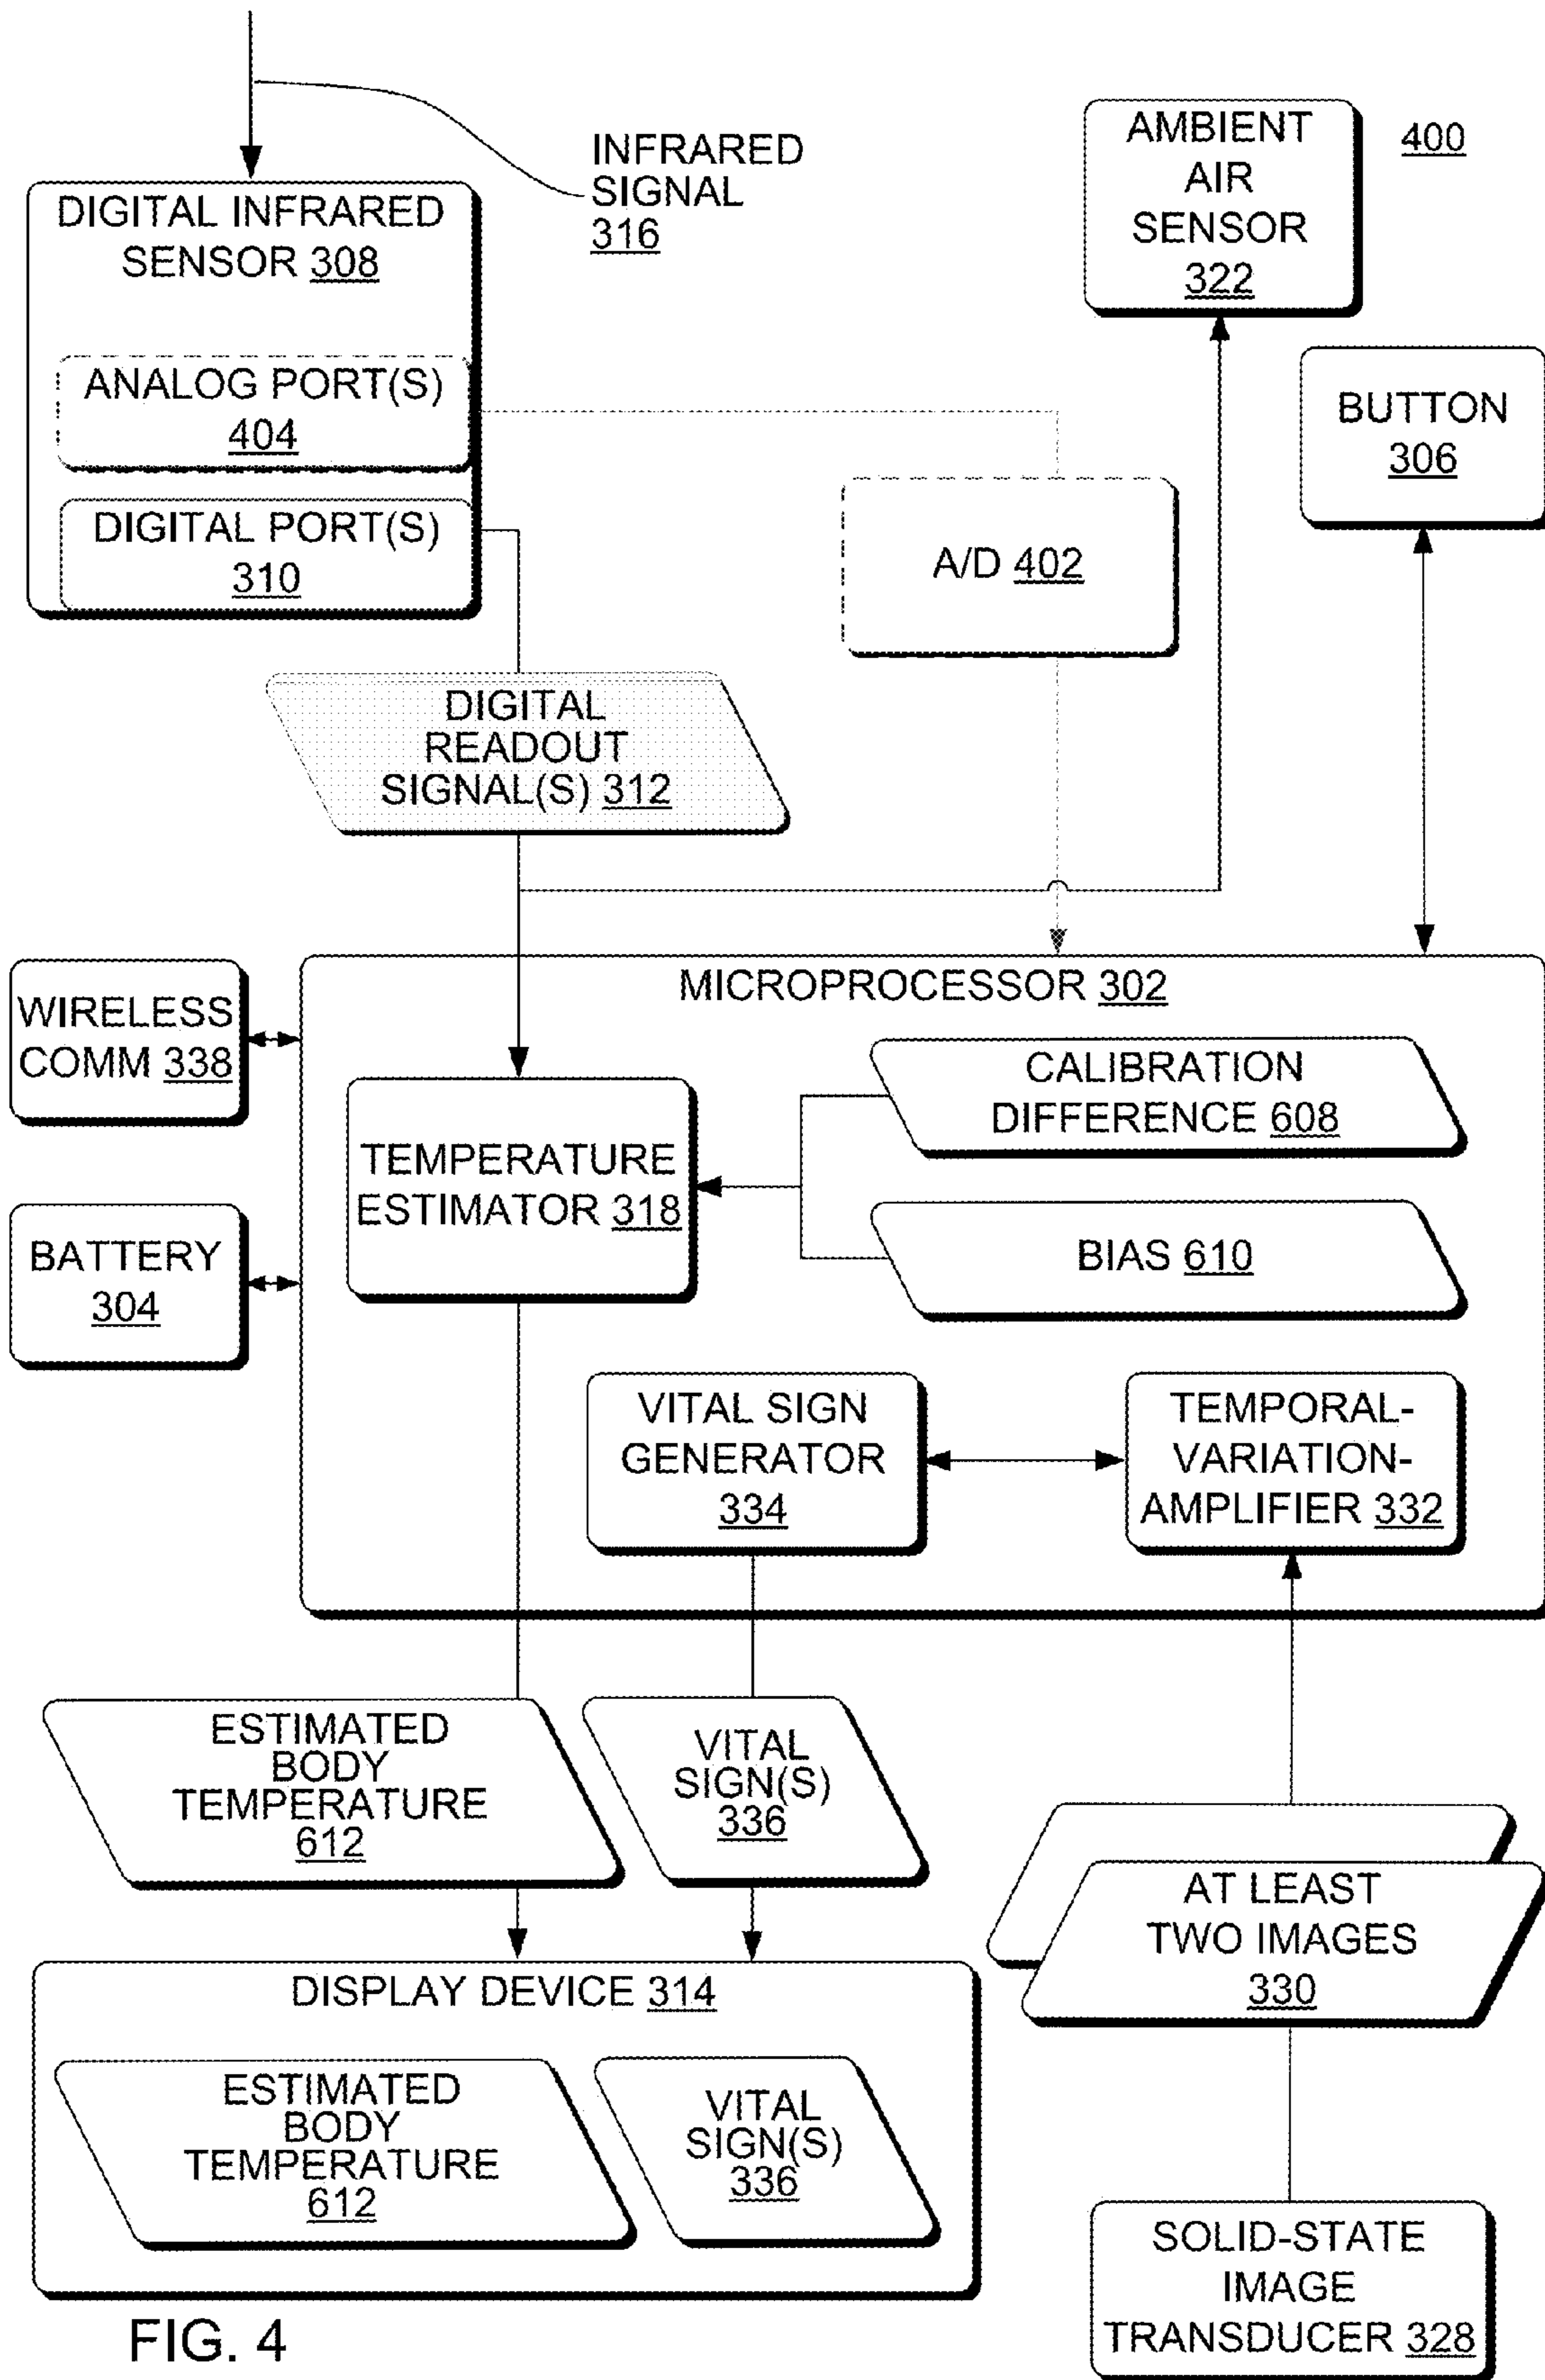 INFRARED
SIGNAL
316
DIGITAL INFRARED
SENSOR 308
ANALOG PORT(S)
404
DIGITAL PORT(S)
310
AMBIENT
AIR
SENSOR
322
400
BUTTON
306
A/D 402
DIGITAL
READOUT
SIGNAL(S) 312
WIRELESS
COMM 338
BATTERY
304
MICROPROCESSOR 302
TEMPERATURE
ESTIMATOR 318
CALIBRATION
DIFFERENCE 608
BIAS 610
VITAL SIGN
GENERATOR
334
TEMPORAL-
VARIATION-
AMPLIFIER 332
ESTIMATED
BODY
TEMPERATURE
612
VITAL
SIGN(S)
336
AT LEAST
TWO IMAGES
330
DISPLAY DEVICE 314
ESTIMATED
BODY
TEMPERATURE
612
VITAL
SIGN(S)
336
SOLID-STATE
IMAGE
TRANSDUCER 328
FIG. 4